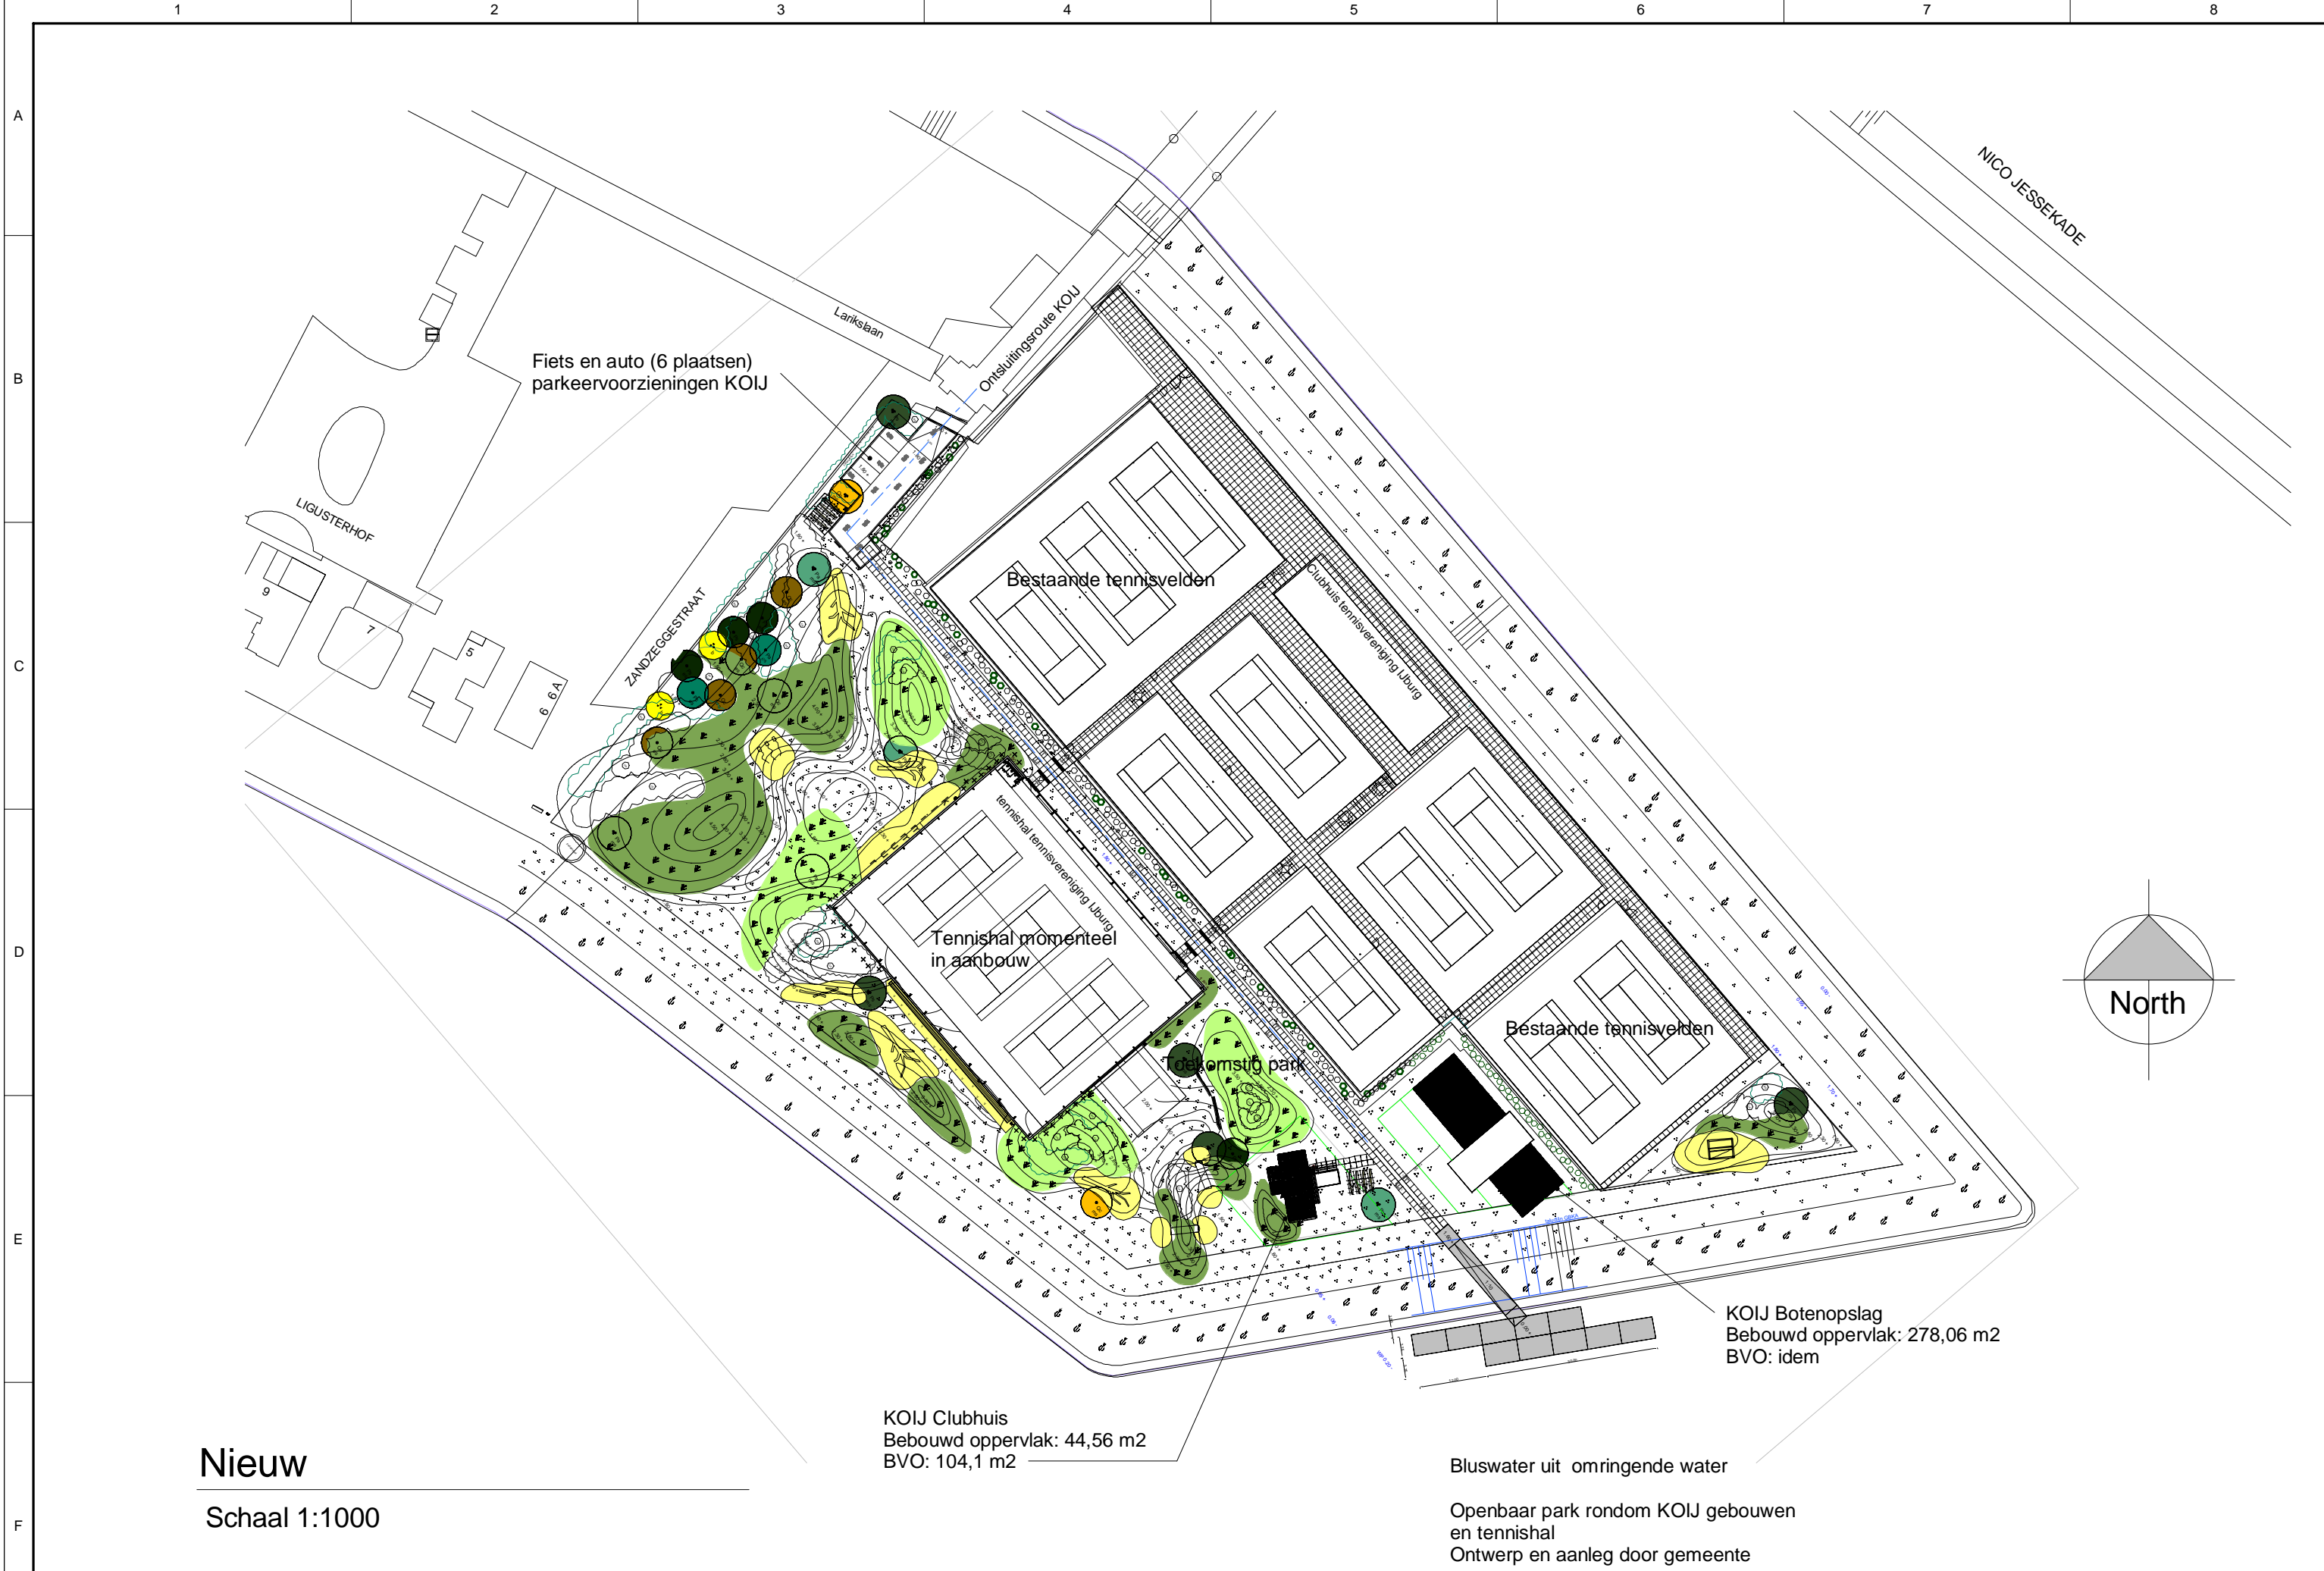 1 2 3 4 5 6 7 8
A
NICO JESSEKADE
Larikslaan
Ontsluitingsroute KOIJ
B
Fiets en auto (6 plaatsen)
parkeervoorzieningen KOIJ
LIGUSTERHOF
Bestaande tennisvelden
Clubhuis tennisvereniging IJburg
9
7
5
6 6 A
ZANDZEGGESTRAAT
C
tennishal tennisvereniging IJburg
Tennishal momenteel
in aanbouw
D
North
Bestaande tennisvelden
Toekomstig park
E
KOIJ Botenopslag
Bebouwd oppervlak: 278,06 m2
BVO: idem
KOIJ Clubhuis
Bebouwd oppervlak: 44,56 m2
BVO: 104,1 m2
Nieuw
Schaal 1:1000
Bluswater uit omringende water
Openbaar park rondom KOIJ gebouwen
en tennishal
Ontwerp en aanleg door gemeente
F